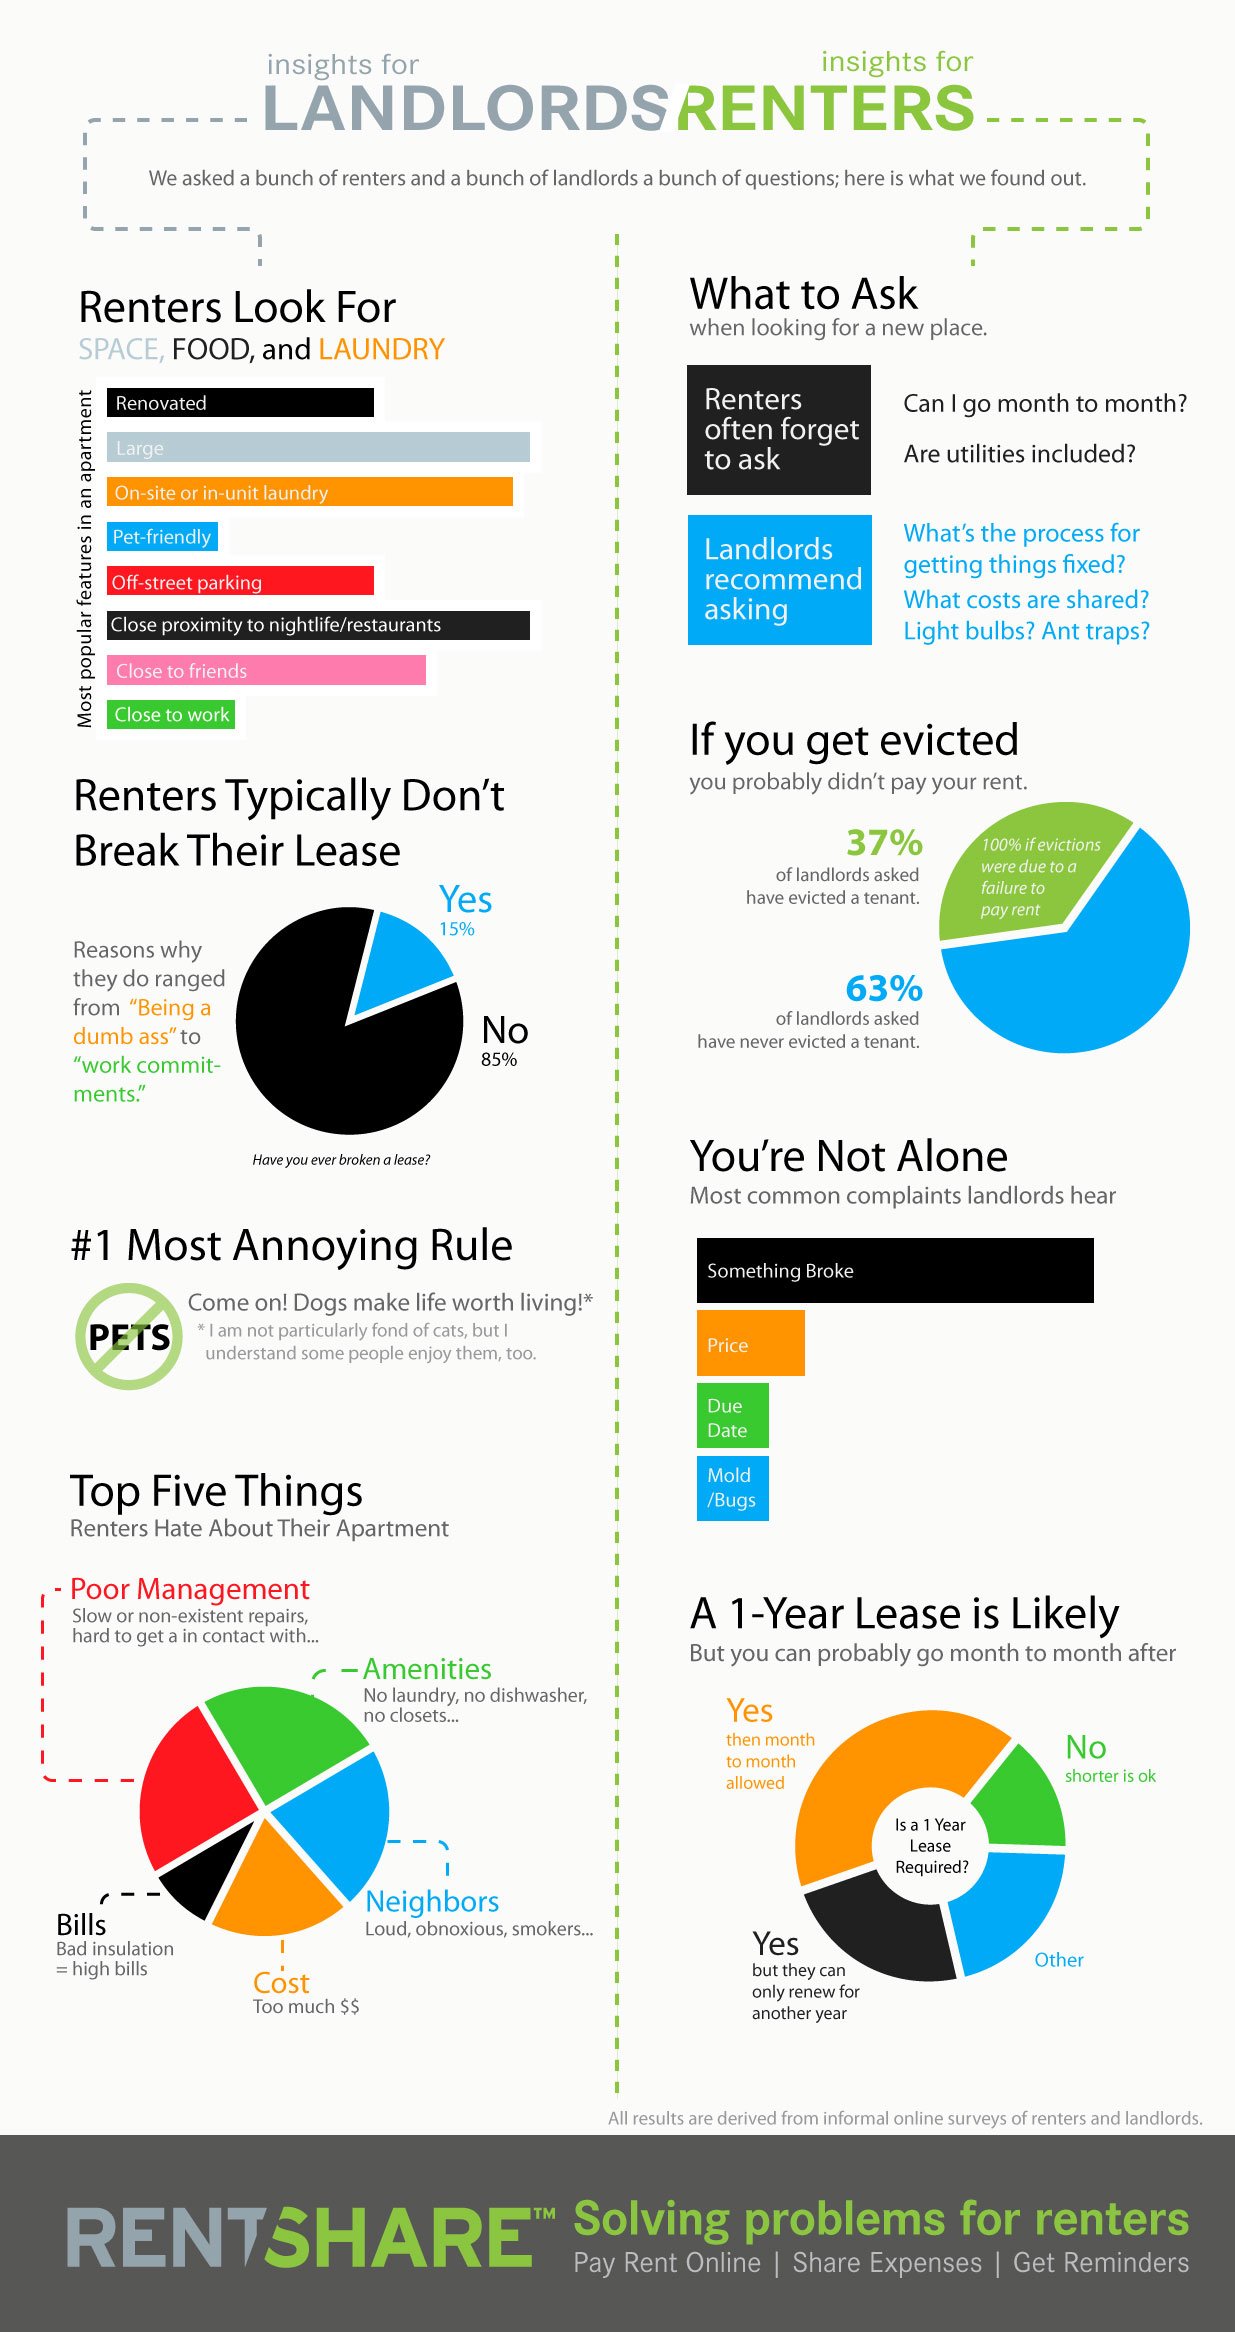 insights for
LANDLORDS
insights for
RENTERS
We asked a bunch of renters and a bunch of landlords a bunch of questions; here is what we found out.
Renters Look For
SPACE, FOOD, and LAUNDRY
Most popular features in an apartment
Renovated
Large
On-site or in-unit laundry
Pet-friendly
Off-street parking
Close proximity to nightlife/restaurants
Close to friends
Close to work
Renters Typically Don't
Break Their Lease
Reasons why
they do ranged
from "Being a
dumb ass" to
"work commit-
ments."
Yes
15%
No
85%
Have you ever broken a lease?
#1 Most Annoying Rule
PETS
Come on! Dogs make life worth living!*
* I am not particularly fond of cats, but I
understand some people enjoy them, too.
Top Five Things
Renters Hate About Their Apartment
Poor Management
Slow or non-existent repairs,
hard to get a in contact with...
Amenities
No laundry, no dishwasher,
no closets...
Neighbors
Loud, obnoxious, smokers...
Bills
Bad insulation
= high bills
Cost
Too much $$
What to Ask
when looking for a new place.
Renters
often forget
to ask
Can I go month to month?
Are utilities included?
Landlords
recommend
asking
What's the process for
getting things fixed?
What costs are shared?
Light bulbs? Ant traps?
If you get evicted
you probably didn't pay your rent.
37%
of landlords asked
have evicted a tenant.
100% if evictions
were due to a
failure to
pay rent
63%
of landlords asked
have never evicted a tenant.
You're Not Alone
Most common complaints landlords hear
Something Broke
Price
Due
Date
Mold
/Bugs
A 1-Year Lease is Likely
But you can probably go month to month after
Yes
then month
to month
allowed
No
shorter is ok
Is a 1 Year
Lease
Required?
Yes
but they can
only renew for
another year
Other
All results are derived from informal online surveys of renters and landlords.
RENTSHARE™
Solving problems for renters
Pay Rent Online | Share Expenses | Get Reminders